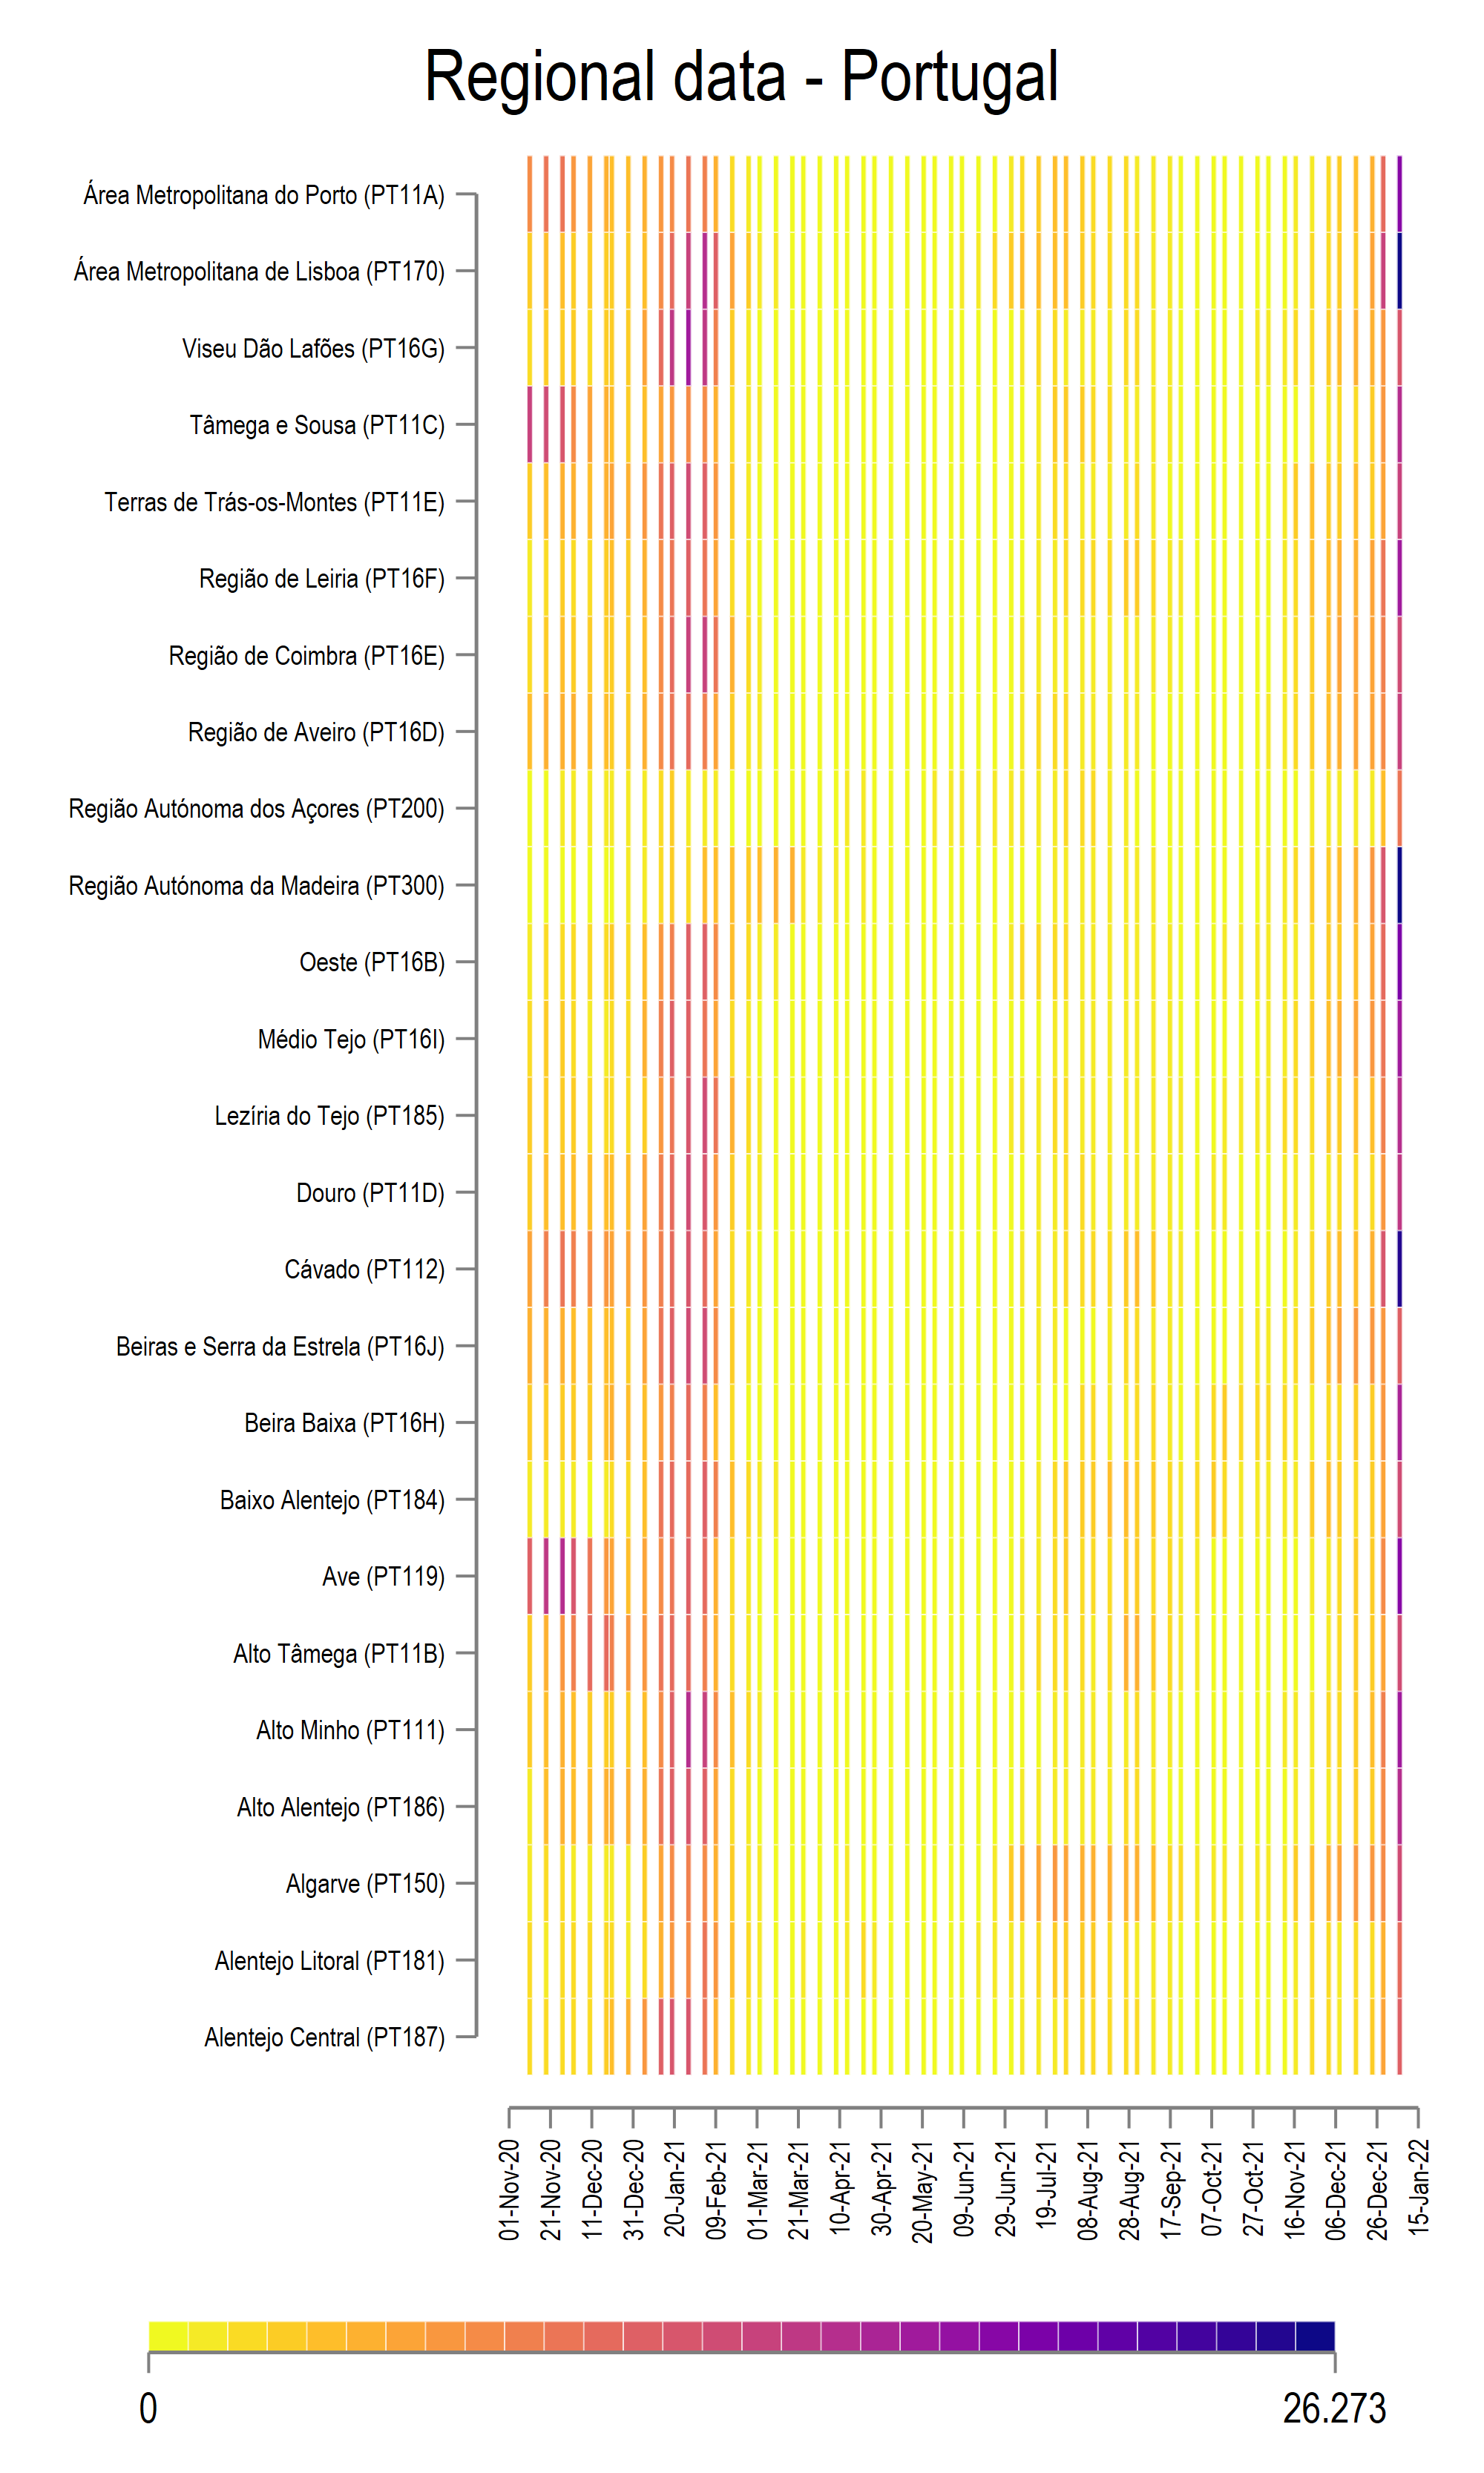 Regional data - Portugal
Área Metropolitana do Porto (PT11A)
Área Metropolitana de Lisboa (PT170)
Viseu Dão Lafões (PT16G)
Tâmega e Sousa (PT11C)
Terras de Trás-os-Montes (PT11E)
Região de Leiria (PT16F)
Região de Coimbra (PT16E)
Região de Aveiro (PT16D)
Região Autónoma dos Açores (PT200)
Região Autónoma da Madeira (PT300)
Oeste (PT16B)
Médio Tejo (PT16I)
Lezíria do Tejo (PT185)
Douro (PT11D)
Cávado (PT112)
Beiras e Serra da Estrela (PT16J)
Beira Baixa (PT16H)
Baixo Alentejo (PT184)
Ave (PT119)
Alto Tâmega (PT11B)
Alto Minho (PT111)
Alto Alentejo (PT186)
Algarve (PT150)
Alentejo Litoral (PT181)
Alentejo Central (PT187)
01-Nov-20
21-Nov-20
11-Dec-20
31-Dec-20
20-Jan-21
09-Feb-21
01-Mar-21
21-Mar-21
10-Apr-21
30-Apr-21
20-May-21
09-Jun-21
29-Jun-21
19-Jul-21
08-Aug-21
28-Aug-21
17-Sep-21
07-Oct-21
27-Oct-21
16-Nov-21
06-Dec-21
26-Dec-21
15-Jan-22
0
26.273